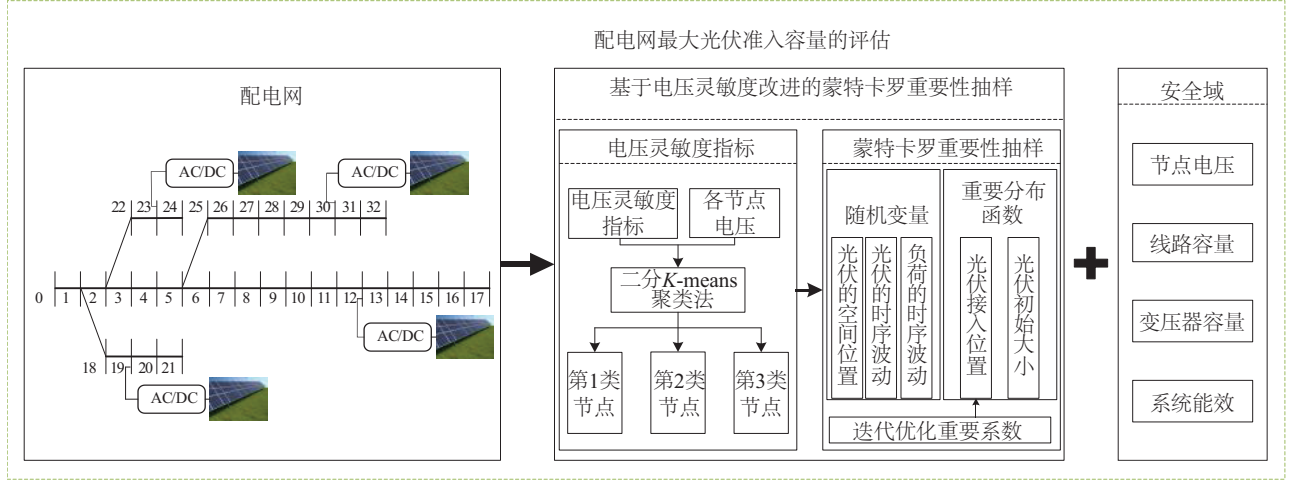 配电网最大光伏准入容量的评估
配电网
AC/DC
AC/DC
22 23 24 25 26 27 28 29 30 31 32
0 1 2 3 4 5 6 7 8 9 10 11 12 13 14 15 16 17
AC/DC
18 19 20 21
AC/DC
基于电压灵敏度改进的蒙特卡罗重要性抽样
电压灵敏度指标
电压灵敏度
指标
各节点
电压
二分K-means
聚类法
第1类
节点
第2类
节点
第3类
节点
蒙特卡罗重要性抽样
随机变量
光伏的空间位置
光伏的时序波动
负荷的时序波动
重要分布
函数
光伏接入位置
光伏初始大小
迭代优化重要系数
安全域
节点电压
线路容量
变压器容量
系统能效